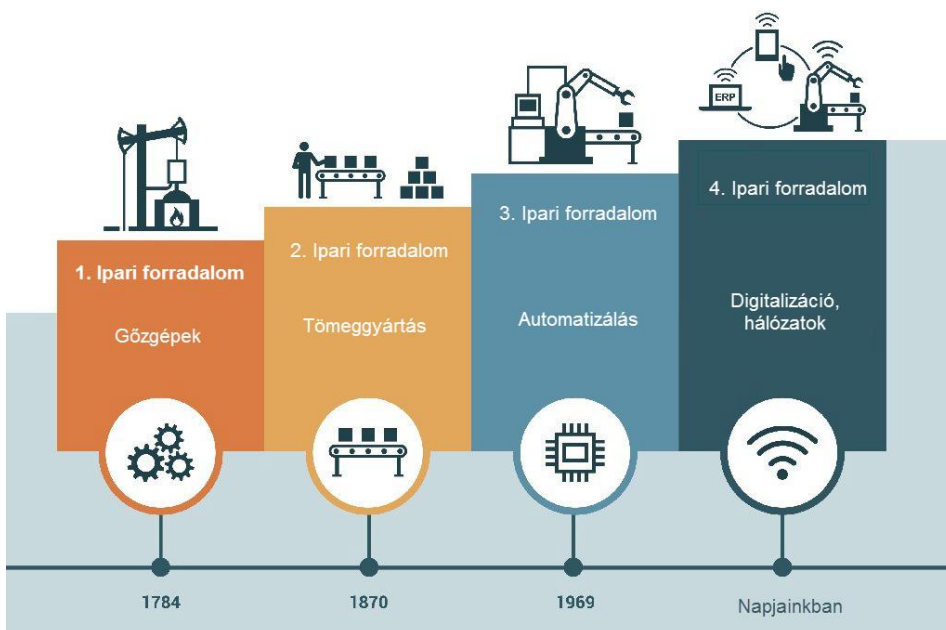 ERP
1. Ipari forradalom
Gőzgépek
2. Ipari forradalom
Tömeggyártás
3. Ipari forradalom
Automatizálás
4. Ipari forradalom
Digitalizáció,
hálózatok
1784
1870
1969
Napjainkban